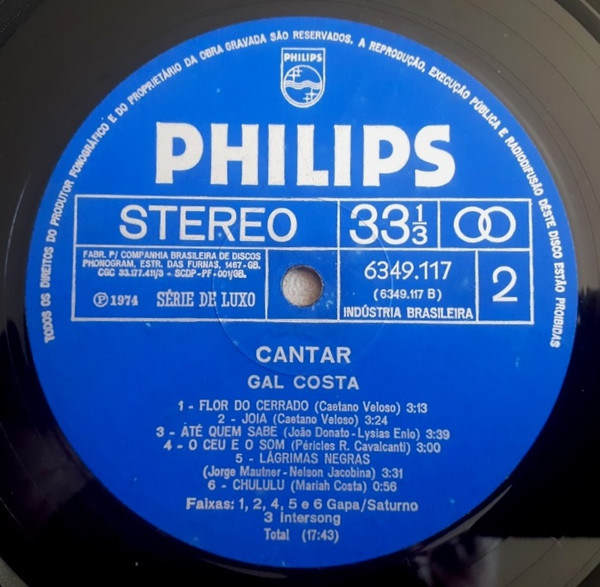 TODOS OS DIREITOS DO PRODUTOR FONOGRÁFICO E DO PROPRIETÁRIO DA OBRA GRAVADA SÃO RESERVADOS. A REPRODUÇÃO, EXECUÇÃO PÚBLICA E RADIODIFUSÃO DÊSTE DISCO ESTÃO PROIBIDAS
PHILIPS
PHILIPS
STEREO
33 1/3
FABR. P/ COMPANHIA BRASILEIRA DE DISCOS
PHONOGRAM, ESTR. DAS FURNAS, 1467-GB.
CGC 33.177.411/3 - SCDP-PF-001/GB.
℗ 1974 SÉRIE DE LUXO
6349.117
(6349.117 B)
INDÚSTRIA BRASILEIRA
2
CANTAR
GAL COSTA
1 - FLOR DO CERRADO (Caetano Veloso) 3:13
2 - JOIA (Caetano Veloso) 3:24
3 - ATÉ QUEM SABE (João Donato - Lysias Enio) 3:39
4 - O CEU E O SOM (Péricles R. Cavalcanti) 3:00
5 - LÁGRIMAS NEGRAS
(Jorge Mautner - Nelson Jacobina) 3:31
6 - CHULULU (Mariah Costa) 0:56
Faixas: 1, 2, 4, 5 e 6 Gapa/Saturno
3 intersong
Total (17:43)